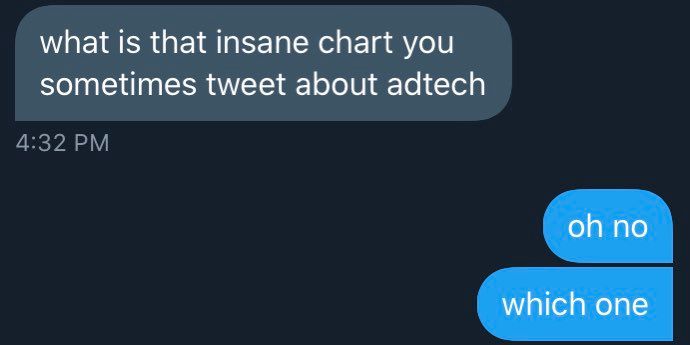 what is that insane chart you
sometimes tweet about adtech
4:32 PM
oh no
which one